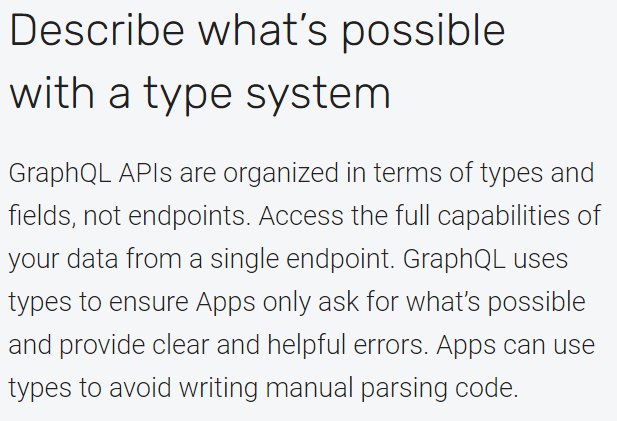 Describe what’s possible
with a type system
GraphQL APIs are organized in terms of types and
fields, not endpoints. Access the full capabilities of
your data from a single endpoint. GraphQL uses
types to ensure Apps only ask for what’s possible
and provide clear and helpful errors. Apps can use
types to avoid writing manual parsing code.